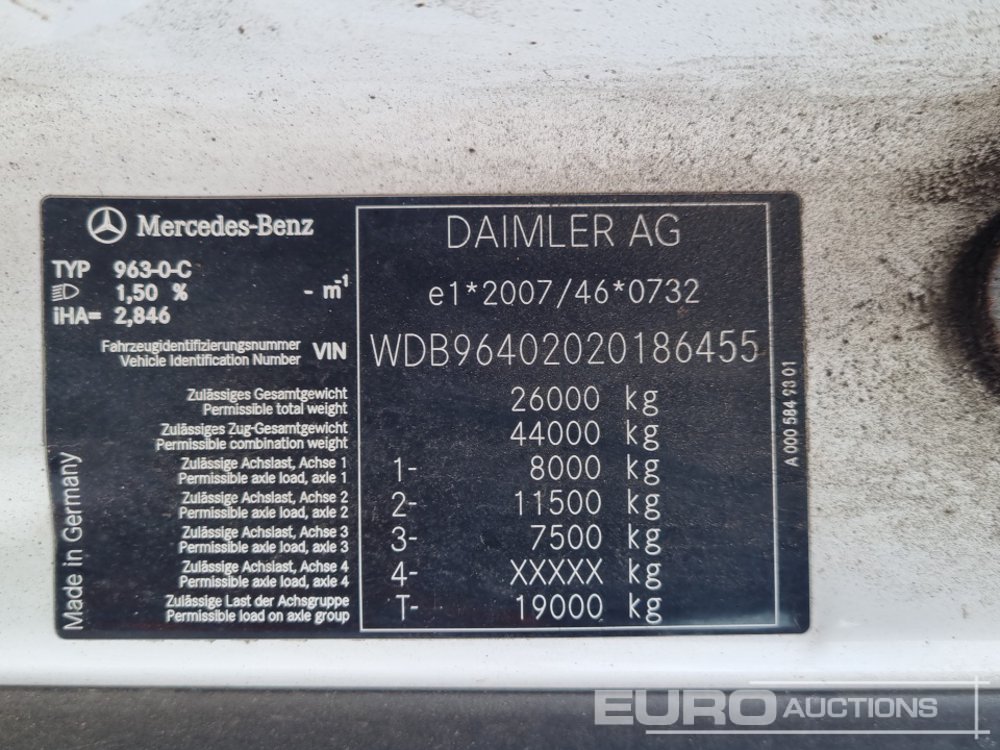 Mercedes-Benz
TYP 963-0-C
1,50 % - m⁻¹
iHA= 2,846
DAIMLER AG
e1*2007/46*0732
Fahrzeugidentifizierungsnummer
Vehicle Identification Number VIN WDB96402020186455
Zulässiges Gesamtgewicht
Permissible total weight 26000 kg
Zulässiges Zug-Gesamtgewicht
Permissible combination weight 44000 kg
Zulässige Achslast, Achse 1
Permissible axle load, axle 1 1- 8000 kg
Zulässige Achslast, Achse 2
Permissible axle load, axle 2 2- 11500 kg
Zulässige Achslast, Achse 3
Permissible axle load, axle 3 3- 7500 kg
Zulässige Achslast, Achse 4
Permissible axle load, axle 4 4- XXXXX kg
Zulässige Last der Achsgruppe
Permissible load on axle group T- 19000 kg
Made in Germany
A 000 584 93 01
EURO AUCTIONS